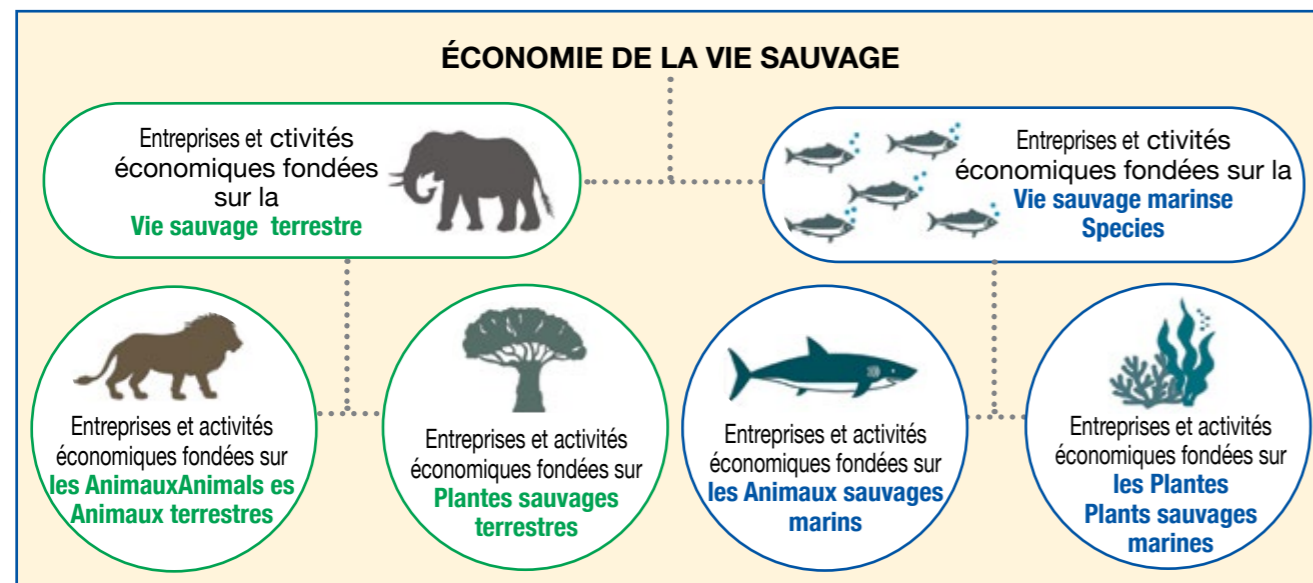 ÉCONOMIE DE LA VIE SAUVAGE
Entreprises et ctivités
économiques fondées
sur la
Vie sauvage terrestre
Entreprises et ctivités
économiques fondées sur la
Vie sauvage marinse
Species
Entreprises et activités
économiques fondées sur
les AnimauxAnimals es
Animaux terrestres
Entreprises et activités
économiques fondées sur
Plantes sauvages
terrestres
Entreprises et activités
économiques fondées sur
les Animaux sauvages
marins
Entreprises et activités
économiques fondées sur
les Plantes
Plants sauvages
marines